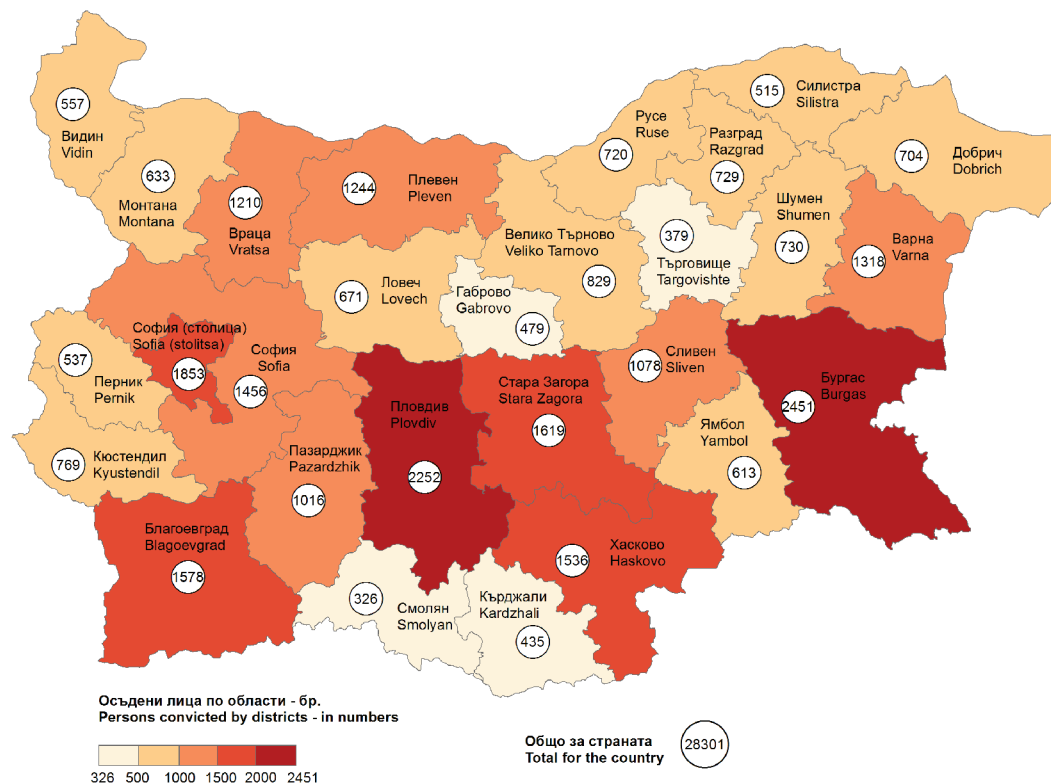 557
Видин
Vidin
633
Монтана
Montana
1210
Враца
Vratsa
1244
Плевен
Pleven
671
Ловеч
Lovech
Велико Търново
Veliko Tarnovo
829
Габрово
Gabrovo
479
Русе
Ruse
720
515
Силистра
Silistra
Разград
Razgrad
729
704
Добрич
Dobrich
379
Търговище
Targovishte
Шумен
Shumen
730
1318
Варна
Varna
София (столица)
Sofia (stolitsa)
1853
София
Sofia
1456
537
Перник
Pernik
769
Кюстендил
Kyustendil
Благоевград
Blagoevgrad
1578
Пазарджик
Pazardzhik
1016
Пловдив
Plovdiv
2252
Стара Загора
Stara Zagora
1619
1078
Сливен
Sliven
Ямбол
Yambol
613
Бургас
Burgas
2451
1536
Хасково
Haskovo
326
Смолян
Smolyan
Кърджали
Kardzhali
435
Осъдени лица по области - бр.
Persons convicted by districts - in numbers
326 500 1000 1500 2000 2451
Общо за страната
Total for the country
28301